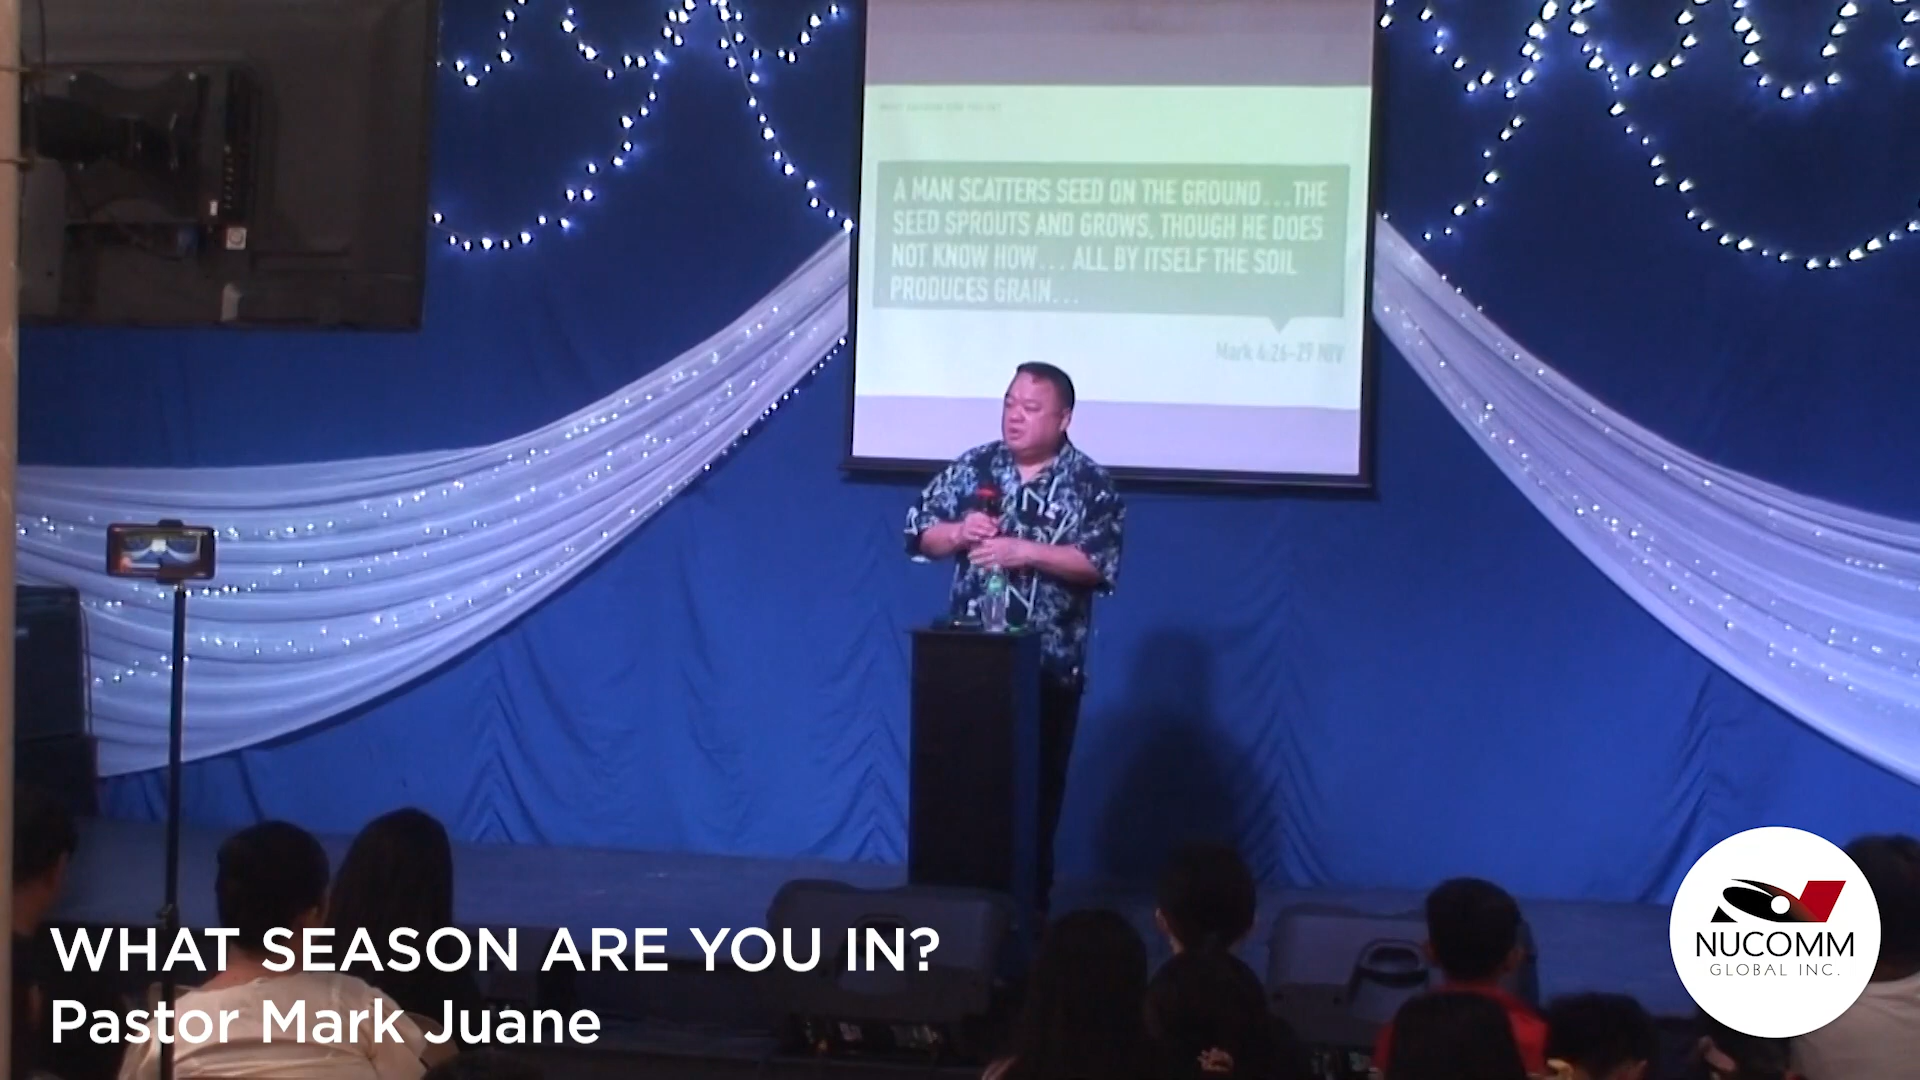 A MAN SCATTERS SEED ON THE GROUND...THE
SEED SPROUTS AND GROWS, THOUGH HE DOES
NOT KNOW HOW... ALL BY ITSELF THE SOIL
PRODUCES GRAIN...
Mark 4:26-29 NIV
WHAT SEASON ARE YOU IN?
Pastor Mark Juane
NUCOMM
GLOBAL INC.